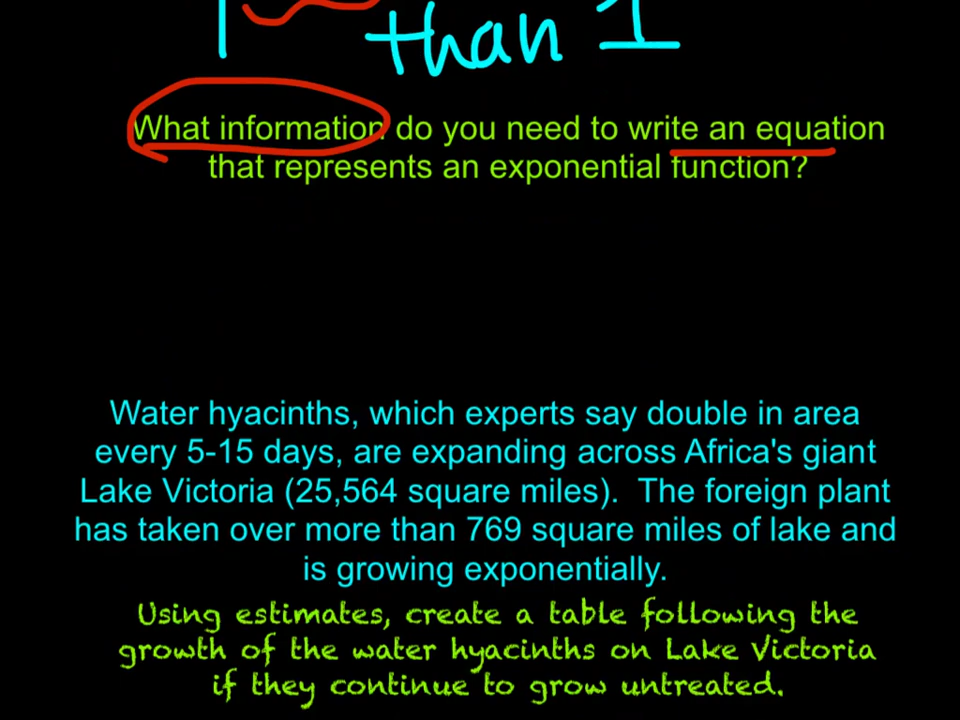 than 1
What information do you need to write an equation
that represents an exponential function?
Water hyacinths, which experts say double in area
every 5-15 days, are expanding across Africa's giant
Lake Victoria (25,564 square miles). The foreign plant
has taken over more than 769 square miles of lake and
is growing exponentially.
Using estimates, create a table following the
growth of the water hyacinths on Lake Victoria
if they continue to grow untreated.